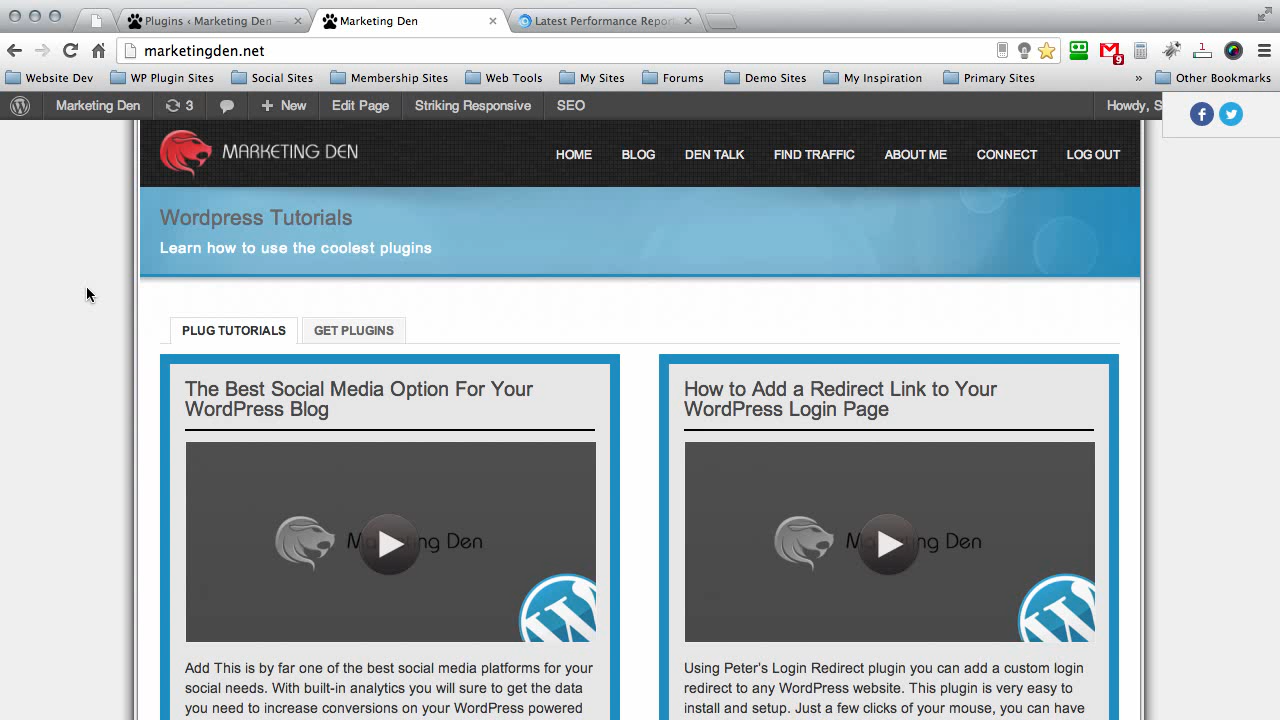 Plugins ‹ Marketing Den —
Marketing Den
Latest Performance Report
marketingden.net
9
1
Website Dev
WP Plugin Sites
Social Sites
Membership Sites
Web Tools
My Sites
Forums
Demo Sites
My Inspiration
Primary Sites
»
Other Bookmarks
Marketing Den
3
New
Edit Page
Striking Responsive
SEO
Howdy, S
MARKETING DEN
HOME
BLOG
DEN TALK
FIND TRAFFIC
ABOUT ME
CONNECT
LOG OUT
Wordpress Tutorials
Learn how to use the coolest plugins
PLUG TUTORIALS
GET PLUGINS
The Best Social Media Option For Your
WordPress Blog
Marketing Den
Add This is by far one of the best social media platforms for your
social needs. With built-in analytics you will sure to get the data
you need to increase conversions on your WordPress powered
How to Add a Redirect Link to Your
WordPress Login Page
Marketing Den
Using Peter's Login Redirect plugin you can add a custom login
redirect to any WordPress website. This plugin is very easy to
install and setup. Just a few clicks of your mouse, you can have